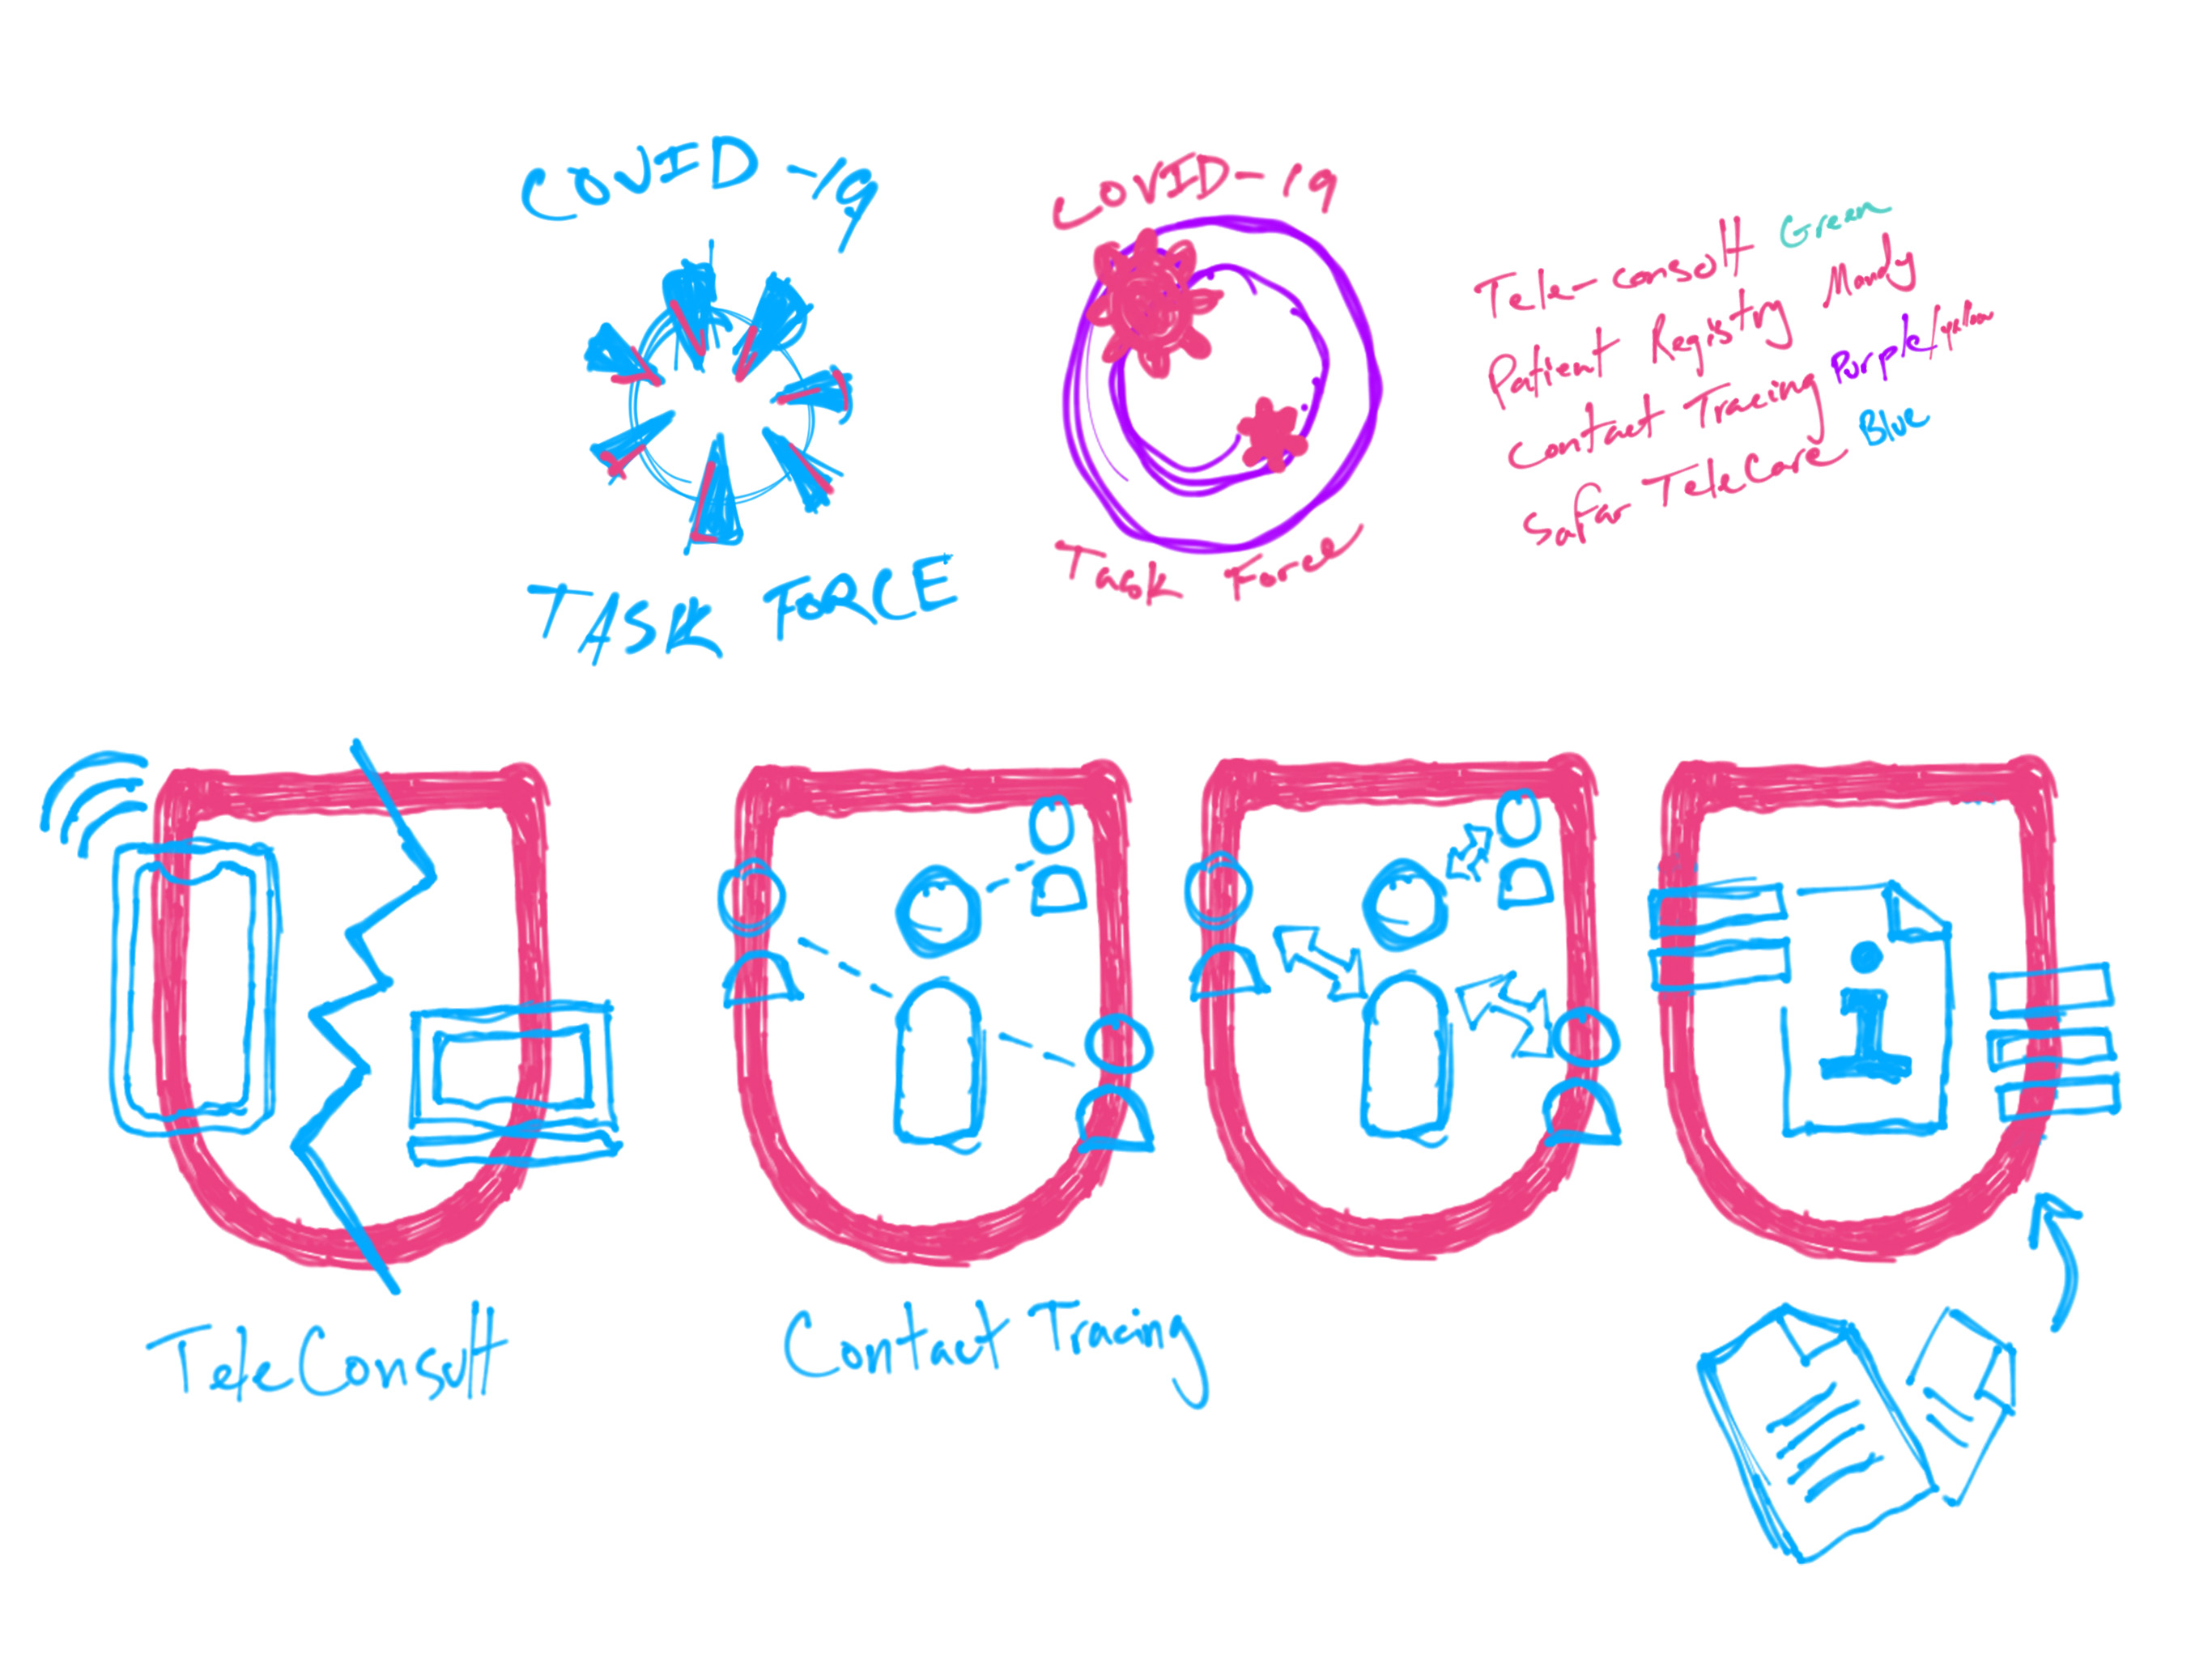 COVID-19
TASK FORCE
COVID-19
Task Force
Tele-consult Green
Patient Registry Mandy
Contact Tracing Purple/yellow
Safar TeleCare Blue
i
TeleConsult
Contact Tracing